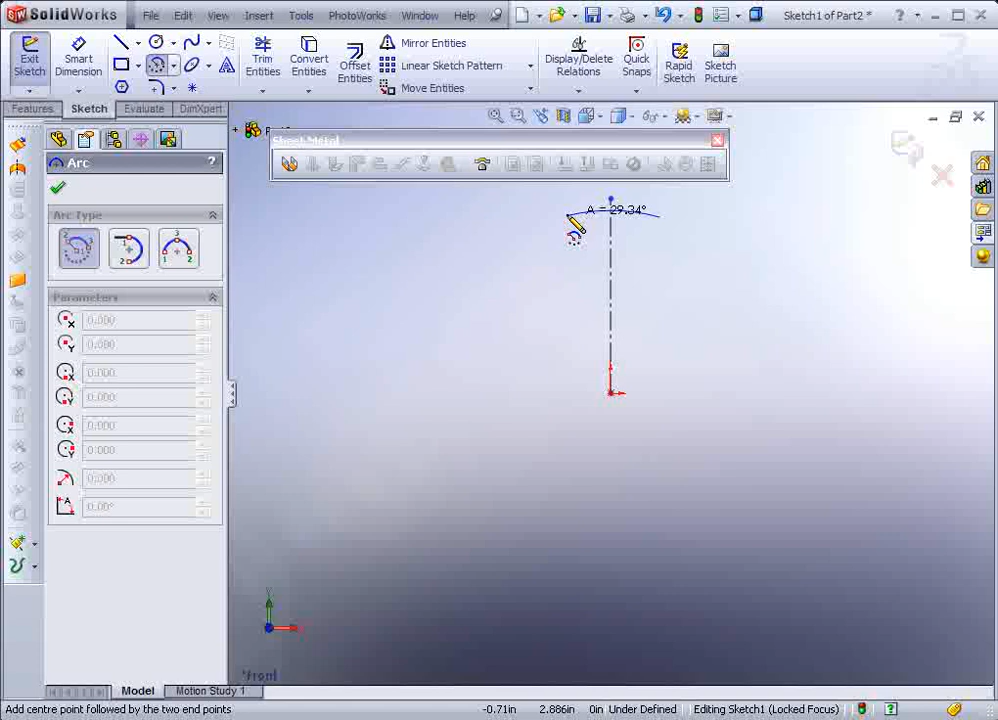 SolidWorks File Edit View Insert Tools PhotoWorks Window Help Sketch1 of Part2 *
Exit Sketch
Smart Dimension
Trim Entities
Convert Entities
Offset Entities
Mirror Entities
Linear Sketch Pattern
Move Entities
Display/Delete Relations
Quick Snaps
Rapid Sketch
Sketch Picture
Features Sketch Evaluate DimXpert
Arc ?
Arc Type
Parameters
0.000
0.000
0.000
0.000
0.000
0.000
0.000
0.00°
A = 29.34°
Y
*Front
Model Motion Study 1
Add centre point followed by the two end points -0.71in 2.886in 0in Under Defined Editing Sketch1 (Locked Focus)